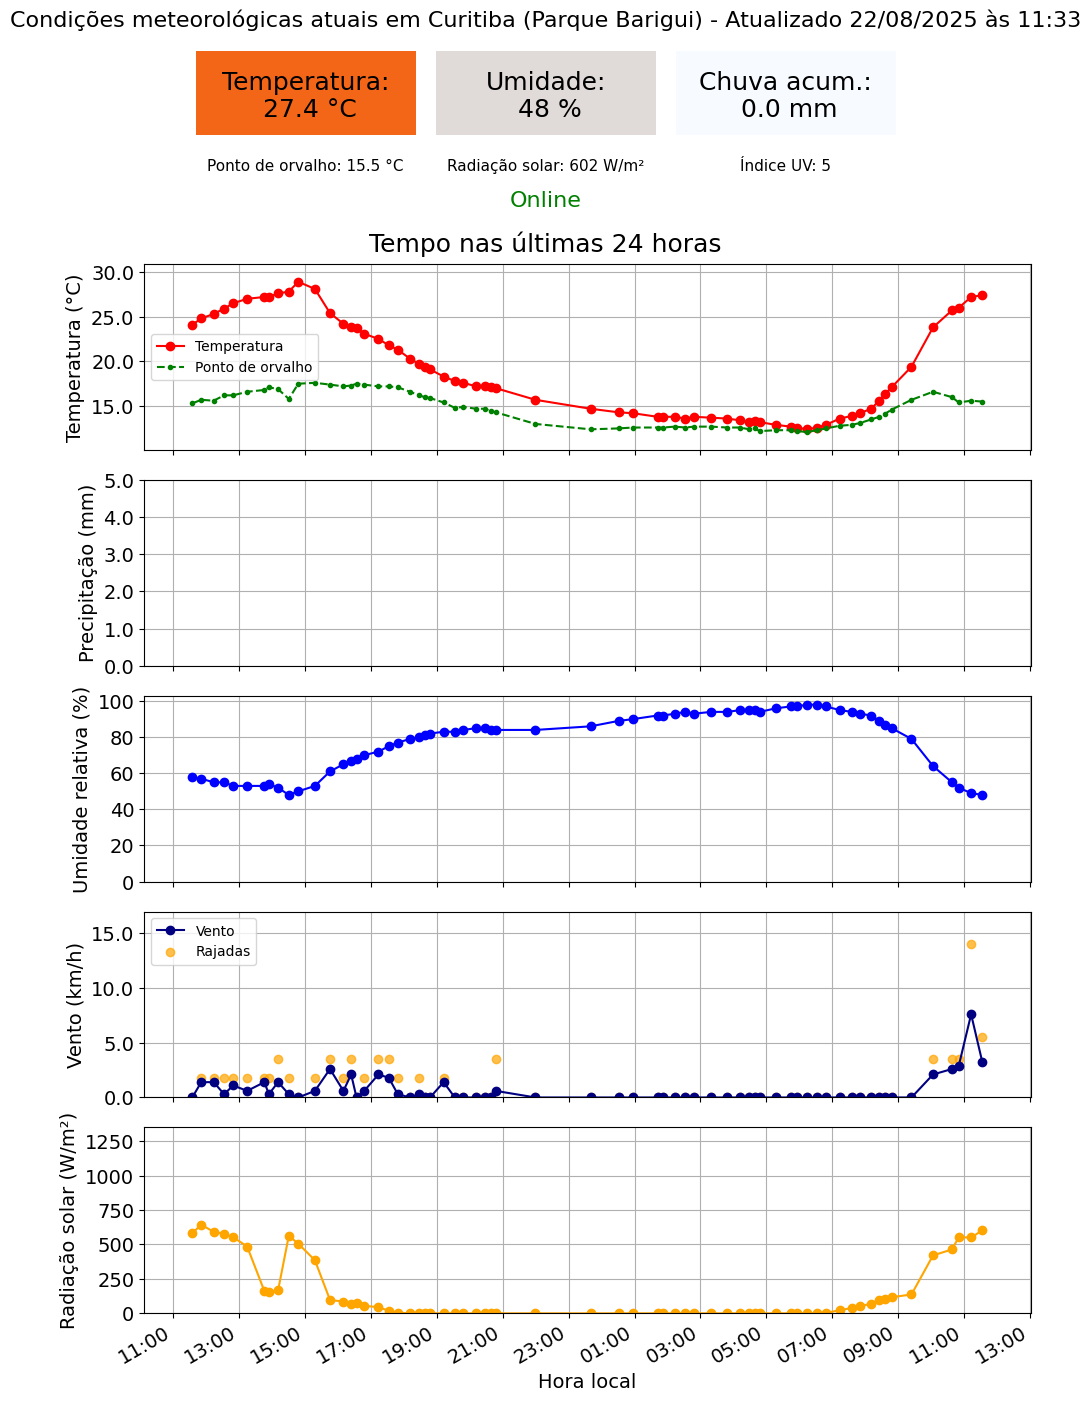 Condições meteorológicas atuais em Curitiba (Parque Barigui) - Atualizado 22/08/2025 às 11:33
Temperatura:
27.4 °C
Umidade:
48 %
Chuva acum.:
0.0 mm
Ponto de orvalho: 15.5 °C
Radiação solar: 602 W/m²
Índice UV: 5
Online
Tempo nas últimas 24 horas
Temperatura (°C)
30.0
25.0
20.0
15.0
Temperatura
Ponto de orvalho
Precipitação (mm)
5.0
4.0
3.0
2.0
1.0
0.0
Umidade relativa (%)
100
80
60
40
20
0
Vento (km/h)
15.0
10.0
5.0
0.0
Vento
Rajadas
Radiação solar (W/m²)
1250
1000
750
500
250
0
11:00
13:00
15:00
17:00
19:00
21:00
23:00
01:00
03:00
05:00
07:00
09:00
11:00
13:00
Hora local